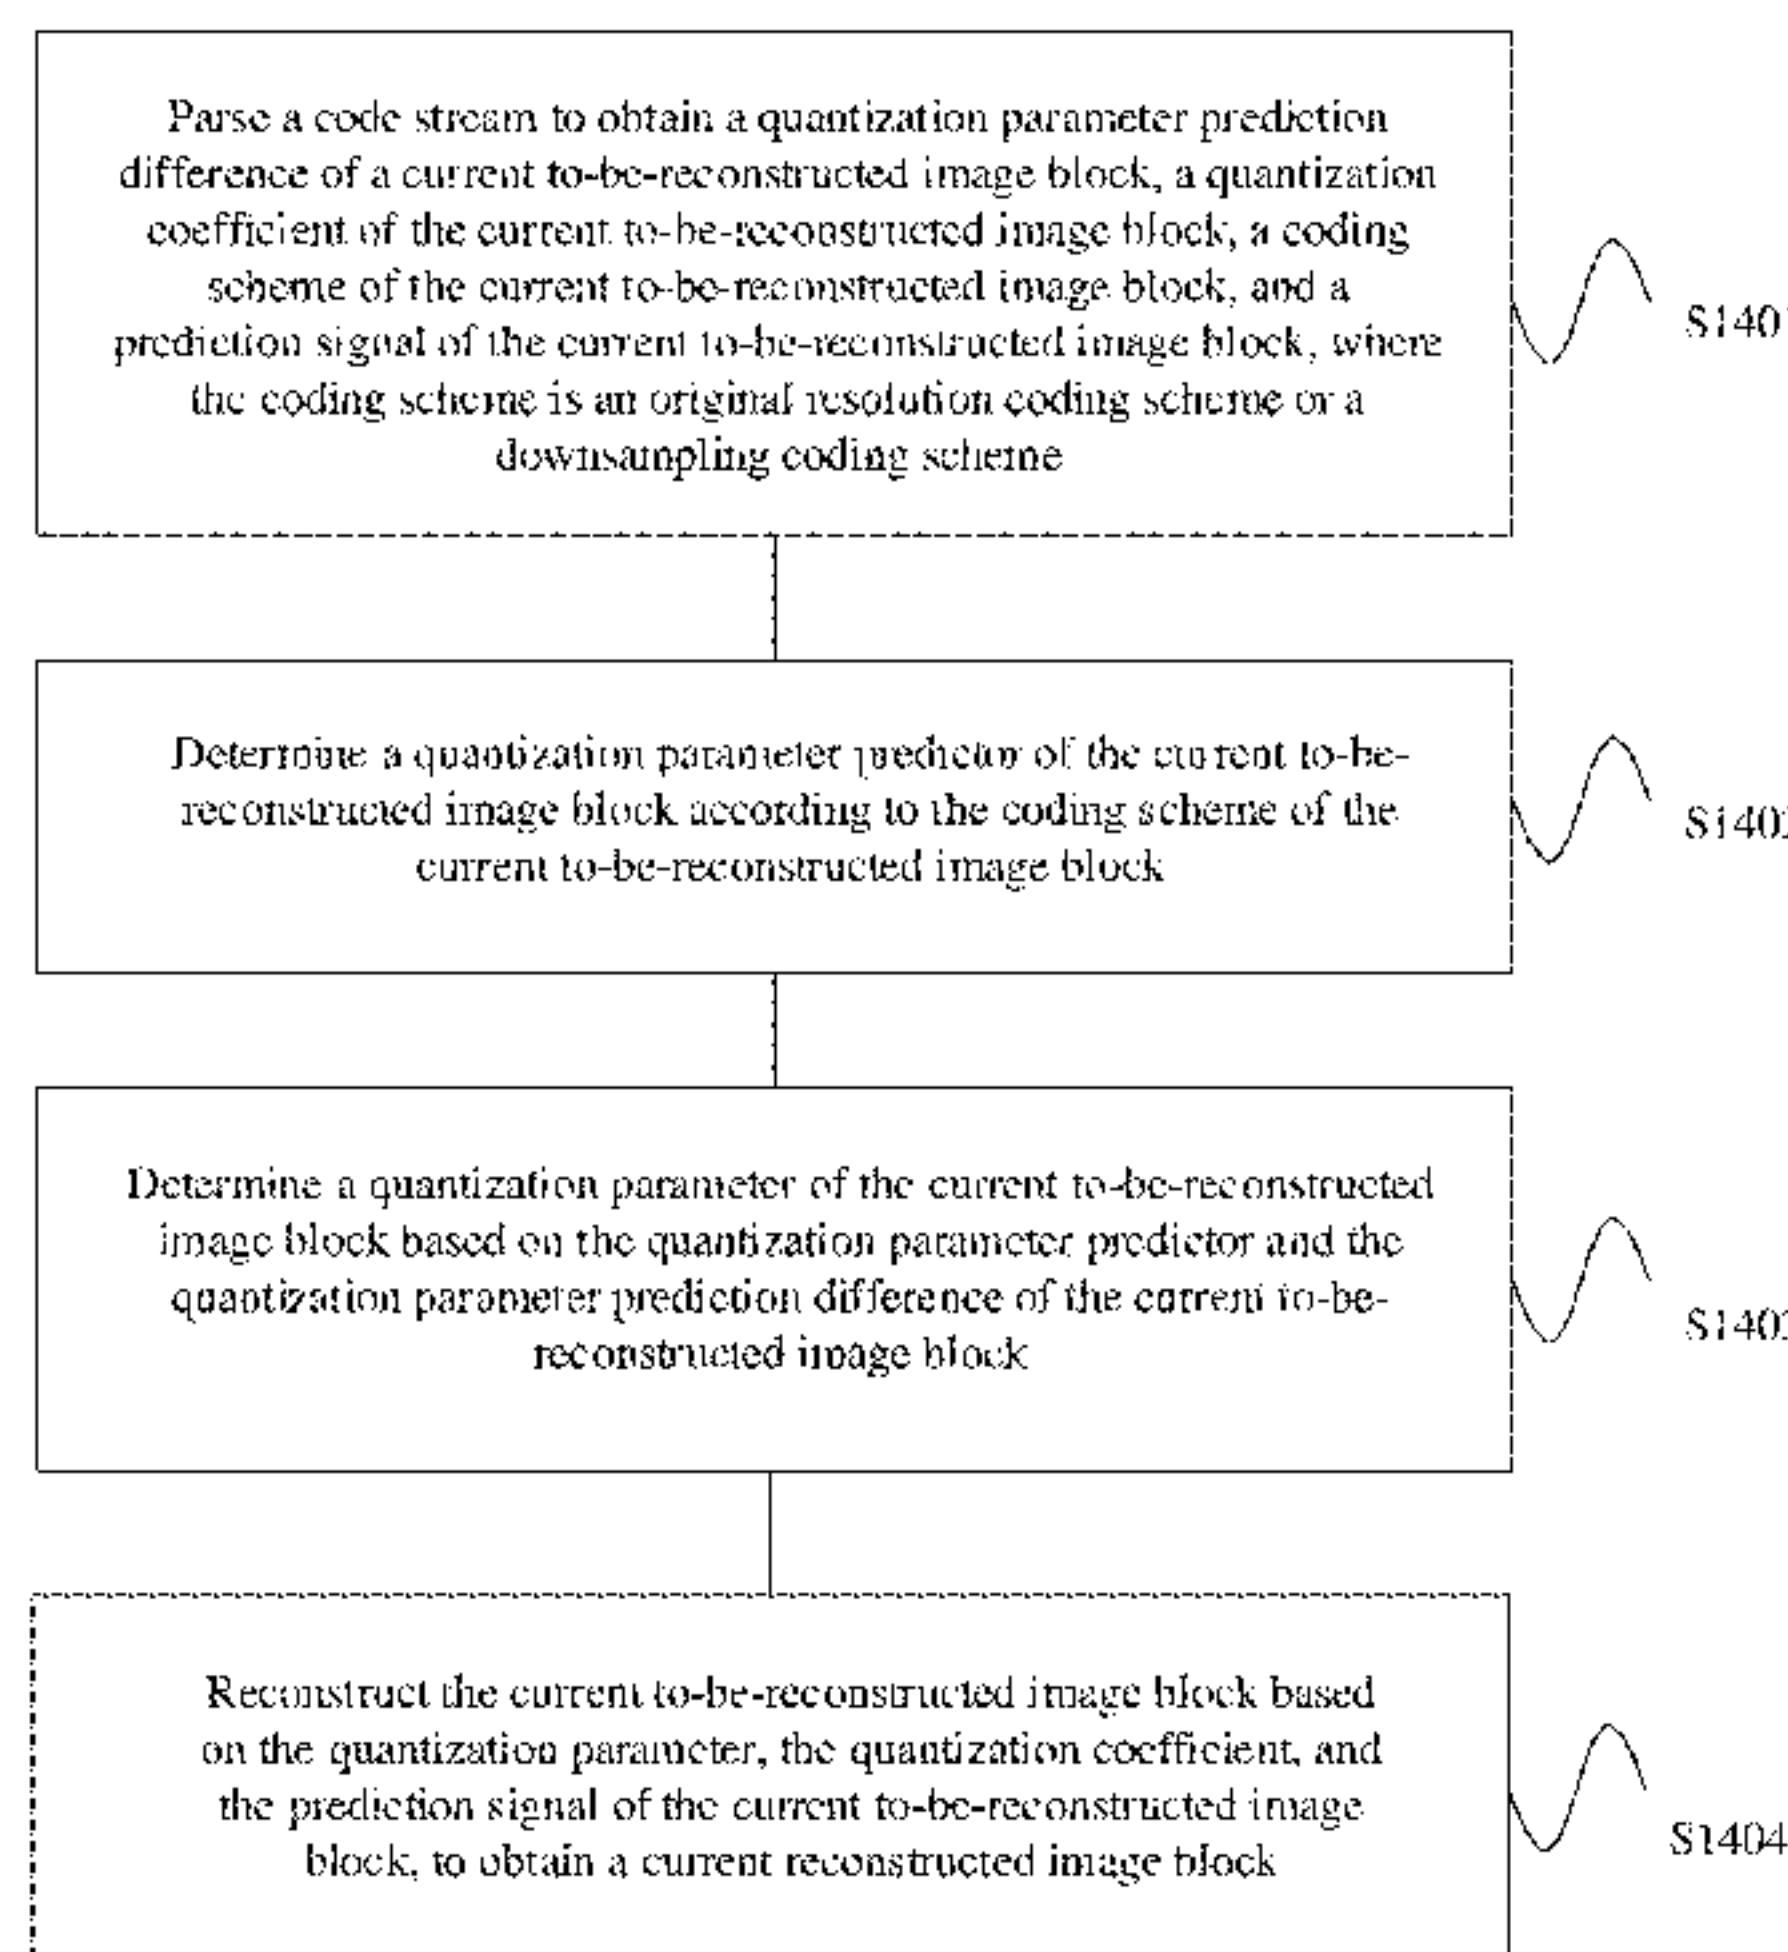 Parse a code stream to obtain a quantization parameter prediction
difference of a current to-be-reconstructed image block, a quantization
coefficient of the current to-be-reconstructed image block, a coding
scheme of the current to-be-reconstructed image block, and a
prediction signal of the current to-be-reconstructed image block, where
the coding scheme is an original resolution coding scheme or a
downsampling coding scheme
S1401
Determine a quantization parameter predictor of the current to-be-
reconstructed image block according to the coding scheme of the
current to-be-reconstructed image block
S1402
Determine a quantization parameter of the current to-be-reconstructed
image block based on the quantization parameter predictor and the
quantization parameter prediction difference of the current to-be-
reconstructed image block
S1403
Reconstruct the current to-be-reconstructed image block based
on the quantization parameter, the quantization coefficient, and
the prediction signal of the current to-be-reconstructed image
block, to obtain a current reconstructed image block
S1404